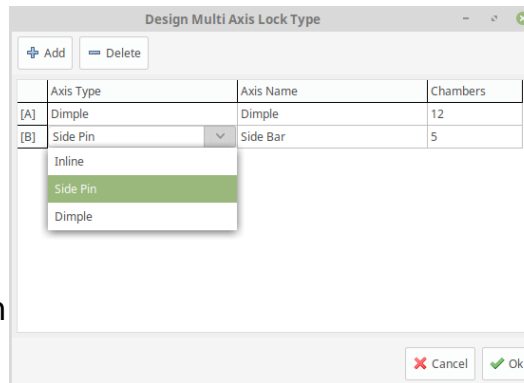 Design Multi Axis Lock Type
Add Delete
Axis Type Axis Name Chambers
[A] Dimple Dimple 12
[B] Side Pin Side Bar 5
Inline
Side Pin
Dimple
Cancel Ok